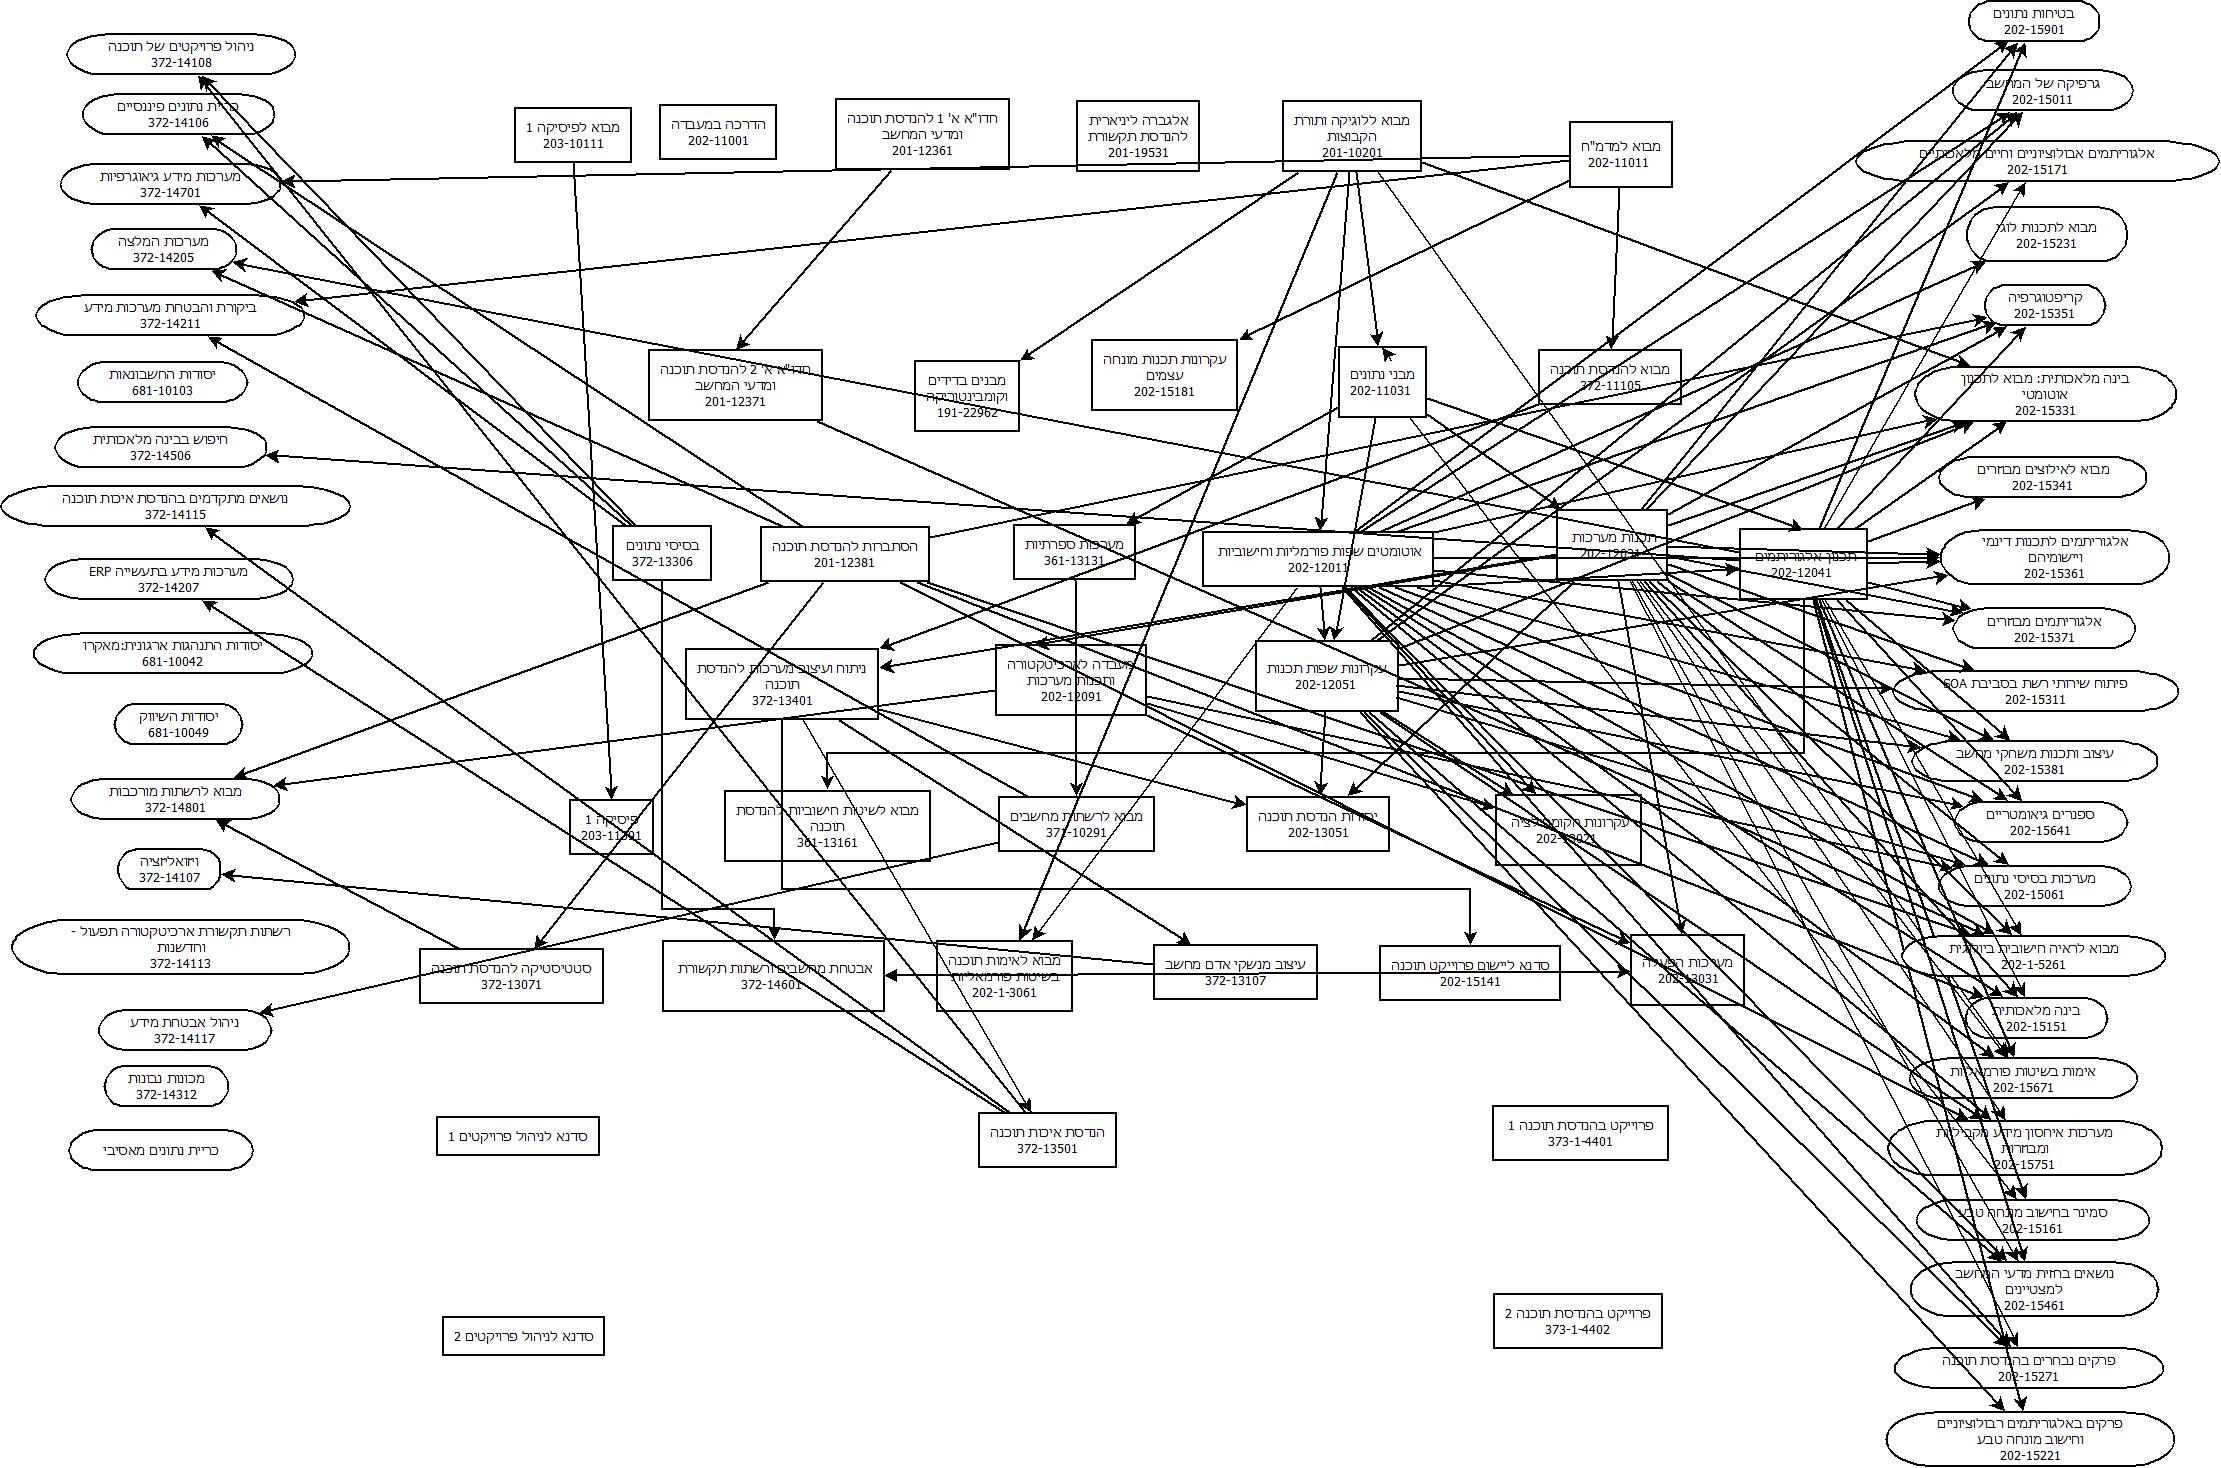 ניהול פרויקטים של תוכנה
372-14108
כריית נתונים פיננסיים
372-14106
מערכות מידע גיאוגרפיות
372-14701
מערכות המלצה
372-14205
ביקורת והבטחת מערכות מידע
372-14211
יסודות החשבונאות
681-10103
חיפוש בבינה מלאכותית
372-14506
נושאים מתקדמים בהנדסת איכות תוכנה
372-14115
מערכות מידע בתעשייה ERP
372-14207
יסודות התנהגות ארגונית:מאקרו
681-10042
יסודות השיווק
681-10049
מבוא לרשתות מורכבות
372-14801
ויזואליזציה
372-14107
רשתות תקשורת ארכיטקטורה תפעול -
וחדשנות
372-14113
ניהול אבטחת מידע
372-14117
מכונות נבונות
372-14312
כריית נתונים מאסיבי
מבוא לפיסיקה 1
203-10111
הדרכה במעבדה
202-11001
חדו"א א' 1 להנדסת תוכנה
ומדעי המחשב
201-12361
אלגברה ליניארית
להנדסת תקשורת
201-19531
מבוא ללוגיקה ותורת
הקבוצות
201-10201
מבוא למדמ"ח
202-11011
חדו"א א' 2 להנדסת תוכנה
ומדעי המחשב
201-12371
מבנים בדידים
וקומבינטוריקה
191-22962
עקרונות תכנות מונחה
עצמים
202-15181
מבני נתונים
202-11031
מבוא להנדסת תוכנה
372-11105
בסיסי נתונים
372-13306
הסתברות להנדסת תוכנה
201-12381
מערכות ספרתיות
361-13131
אוטומטים שפות פורמליות וחישוביות
202-12011
תכנות מערכות
202-12031
תכנון אלגוריתמים
202-12041
ניתוח ועיצוב מערכות להנדסת
תוכנה
372-13401
מעבדה לארכיטקטורה
ותכנות מערכות
202-12091
עקרונות שפות תכנות
202-12051
פיסיקה 1
203-11391
מבוא לשיטות חישוביות להנדסת
תוכנה
361-13161
מבוא לרשתות מחשבים
371-10291
יסודות הנדסת תוכנה
202-13051
עקרונות הקומפילציה
202-13021
סטטיסטיקה להנדסת תוכנה
372-13071
אבטחת מחשבים ורשתות תקשורת
372-14601
מבוא לאימות תוכנה
בשיטות פורמאליות
202-1-3061
עיצוב מנשקי אדם מחשב
372-13107
סדנא ליישום פרוייקט תוכנה
202-15141
מערכות הפעלה
202-13031
סדנא לניהול פרויקטים 1
הנדסת איכות תוכנה
372-13501
פרוייקט בהנדסת תוכנה 1
373-1-4401
סדנא לניהול פרויקטים 2
פרוייקט בהנדסת תוכנה 2
373-1-4402
בטיחות נתונים
202-15901
גרפיקה של המחשב
202-15011
אלגוריתמים אבולוציוניים וחיים מלאכותיים
202-15171
מבוא לתכנות לוגי
202-15231
קריפטוגרפיה
202-15351
בינה מלאכותית: מבוא לתכנון
אוטומטי
202-15331
מבוא לאילוצים מבוזרים
202-15341
אלגוריתמים לתכנות דינמי
ויישומיהם
202-15361
אלגוריתמים מבוזרים
202-15371
פיתוח שירותי רשת בסביבת SOA
202-15311
עיצוב ותכנות משחקי מחשב
202-15381
ספנרים גיאומטריים
202-15641
מערכות בסיסי נתונים
202-15061
מבוא לראיה חישובית ביולוגית
202-1-5261
בינה מלאכותית
202-15151
אימות בשיטות פורמאליות
202-15671
מערכות איחסון מידע מקבילות
ומבוזרות
202-15751
סמינר בחישוב מונחה טבע
202-15161
נושאים בחזית מדעי המחשב
למצטיינים
202-15461
פרקים נבחרים בהנדסת תוכנה
202-15271
פרקים באלגוריתמים רבולוציוניים
וחישוב מונחה טבע
202-15221